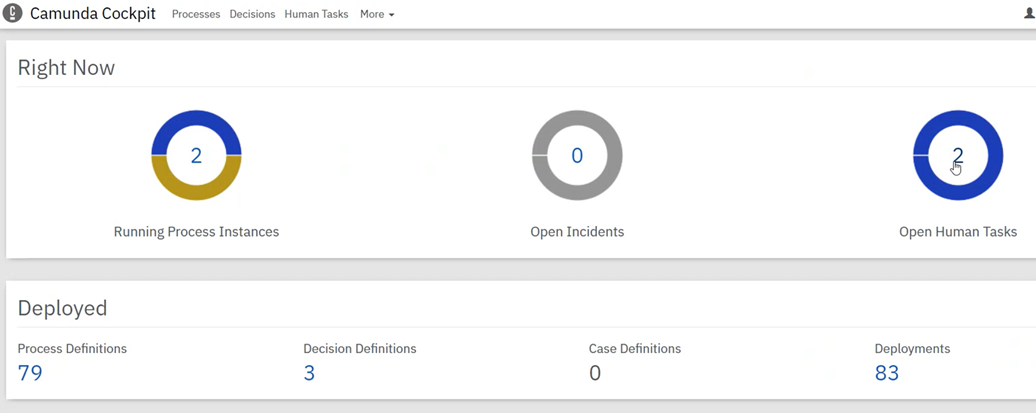 Camunda Cockpit Processes Decisions Human Tasks More
Right Now
2 0 2
Running Process Instances Open Incidents Open Human Tasks
Deployed
Process Definitions Decision Definitions Case Definitions Deployments
79 3 0 83